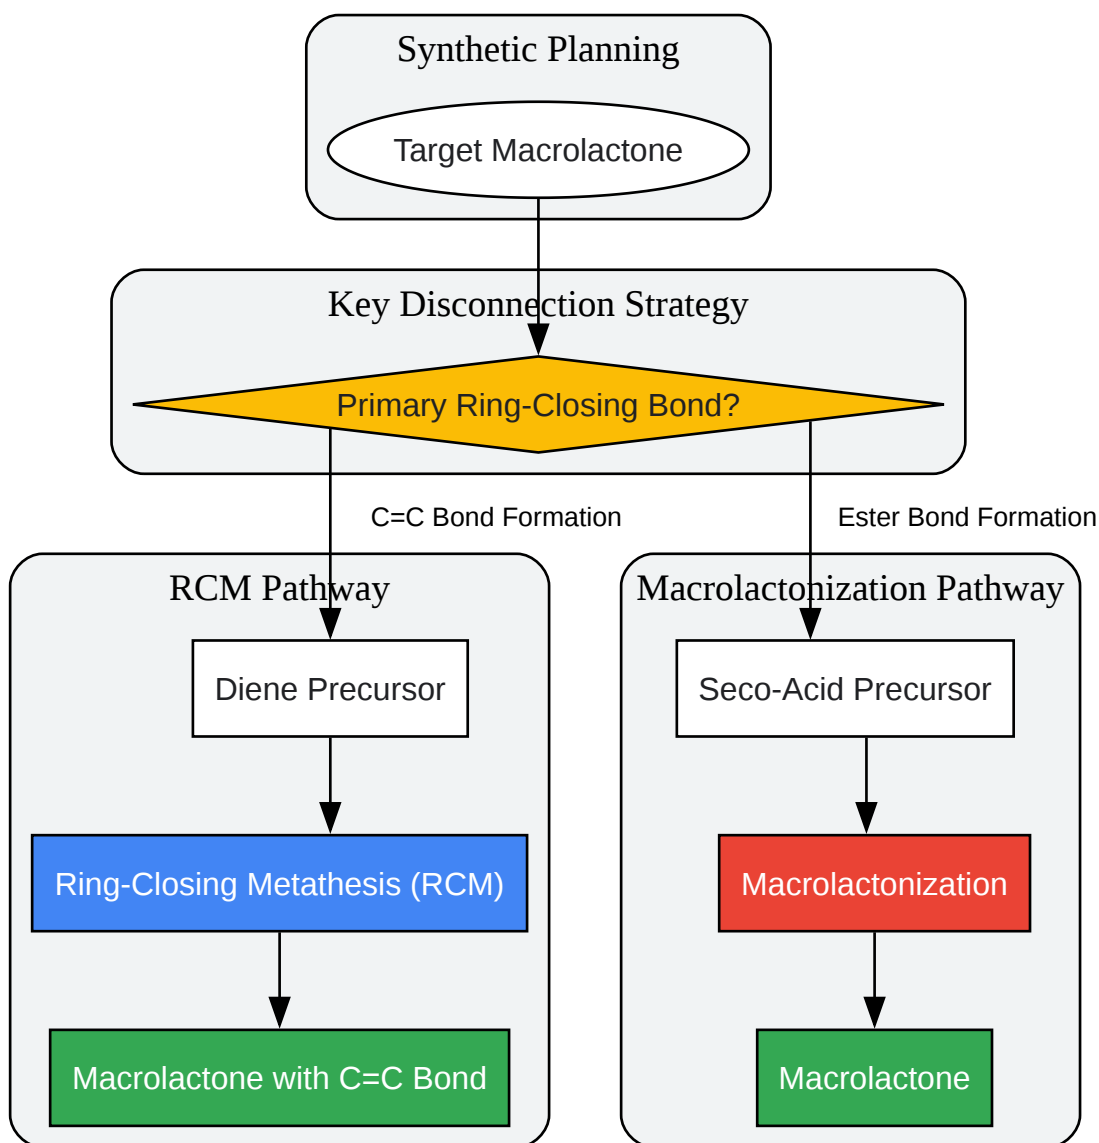 Synthetic Planning
Target Macrolactone
Key Disconnection Strategy
Primary Ring-Closing Bond?
C=C Bond Formation
Ester Bond Formation
RCM Pathway
Macrolactonization Pathway
Diene Precursor
Seco-Acid Precursor
Ring-Closing Metathesis (RCM)
Macrolactonization
Macrolactone with C=C Bond
Macrolactone